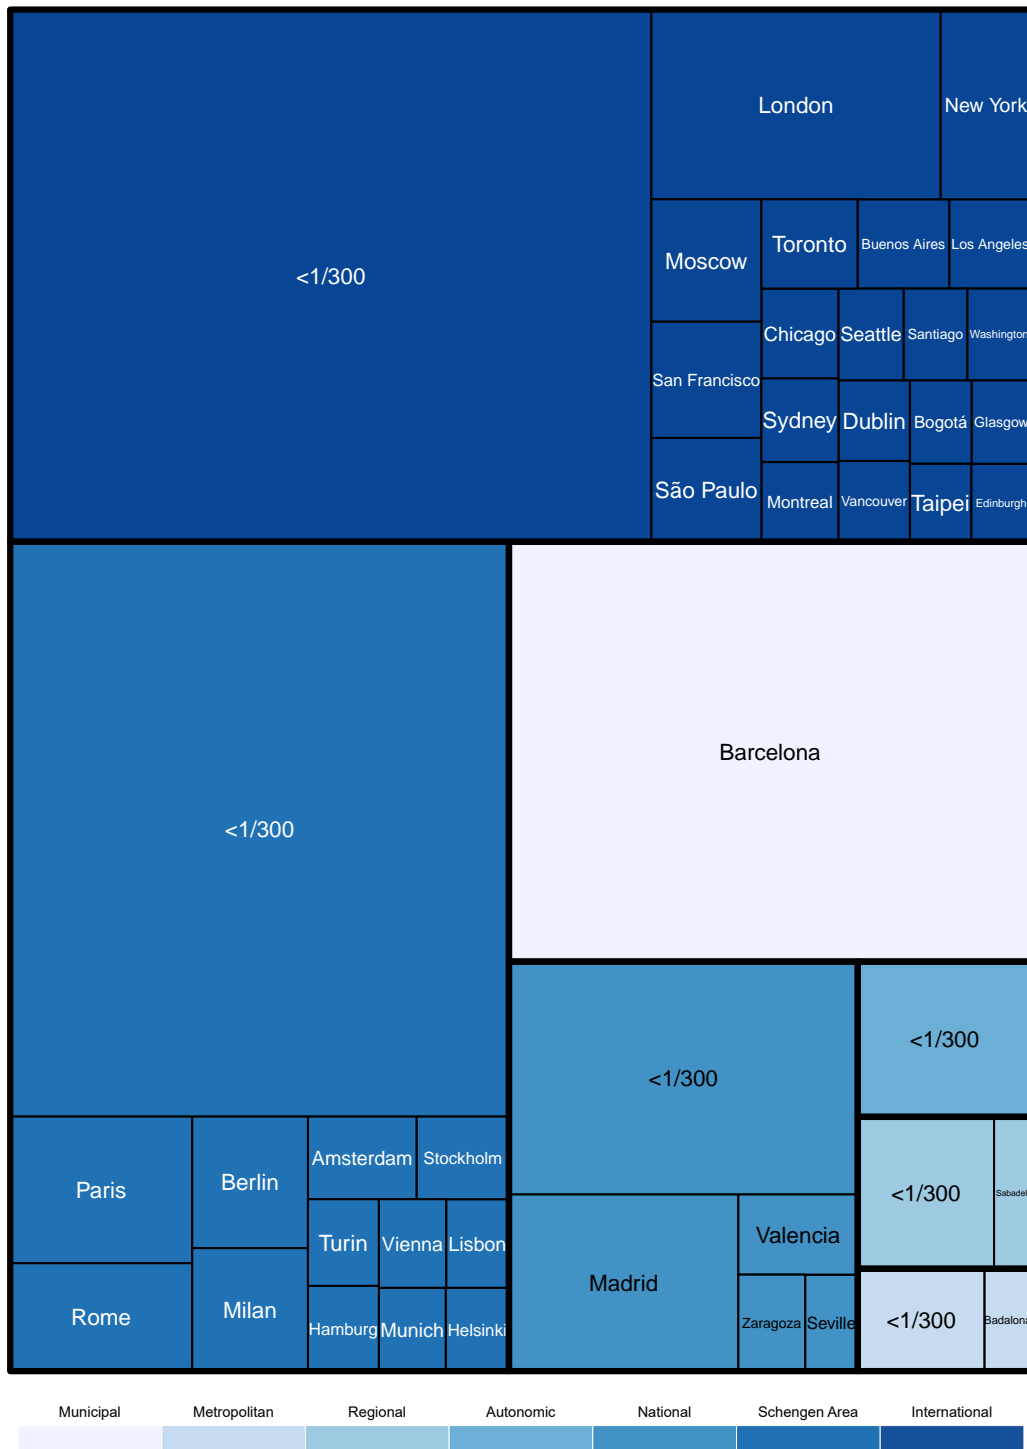 <1/300
London
New York
Moscow
Toronto
Buenos Aires
Los Angeles
San Francisco
Chicago
Seattle
Santiago
Washington
São Paulo
Sydney
Dublin
Bogotá
Glasgow
Montreal
Vancouver
Taipei
Edinburgh
<1/300
Paris
Rome
Berlin
Milan
Amsterdam
Stockholm
Turin
Vienna
Lisbon
Hamburg
Munich
Helsinki
Barcelona
<1/300
Madrid
Valencia
Zaragoza
Seville
<1/300
<1/300
Sabadel
<1/300
Badalona
Municipal
Metropolitan
Regional
Autonomic
National
Schengen Area
International